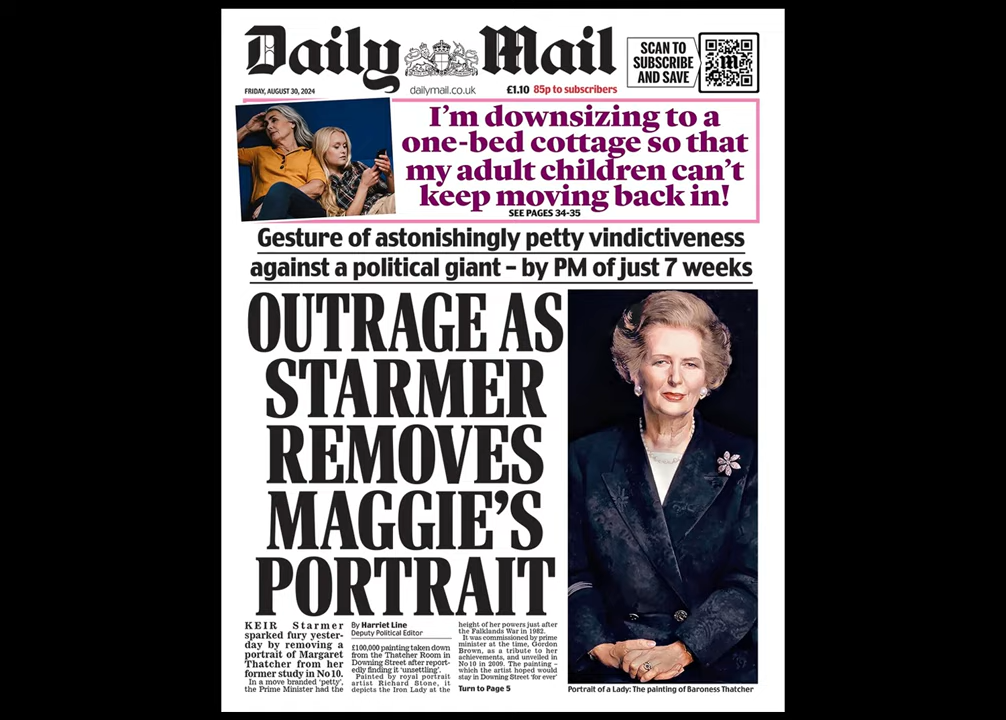 Daily Mail
SCAN TO
SUBSCRIBE
AND SAVE
FRIDAY, AUGUST 30, 2024
dailymail.co.uk
£1.10 85p to subscribers
I'm downsizing to a
one-bed cottage so that
my adult children can't
keep moving back in!
SEE PAGES 34-35
Gesture of astonishingly petty vindictiveness
against a political giant – by PM of just 7 weeks
OUTRAGE AS
STARMER
REMOVES
MAGGIE'S
PORTRAIT
KEIR Starmer
sparked fury yester-
day by removing a
portrait of Margaret
Thatcher from her
former study in No10.
In a move branded 'petty',
the Prime Minister had the
By Harriet Line
Deputy Political Editor
£100,000 painting taken down
from the Thatcher Room in
Downing Street after report-
edly finding it 'unsettling'.
Painted by royal portrait
artist Richard Stone, it
depicts the Iron Lady at the
height of her powers just after
the Falklands War in 1982.
It was commissioned by prime
minister at the time, Gordon
Brown, as a tribute to her
achievements, and unveiled in
No10 in 2009. The painting –
which the artist hoped would
stay in Downing Street 'for ever'
Turn to Page 5
Portrait of a Lady: The painting of Baroness Thatcher